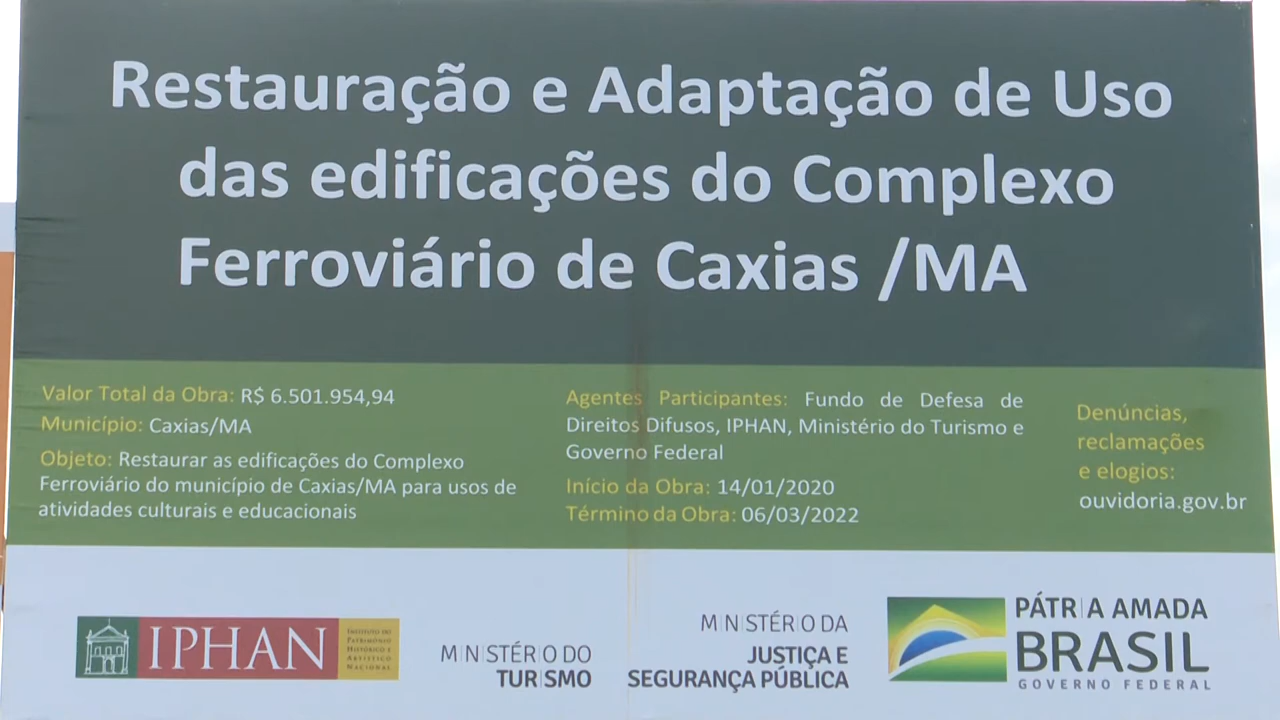 Restauração e Adaptação de Uso
das edificações do Complexo
Ferroviário de Caxias /MA
Valor Total da Obra: R$ 6.501.954,94
Município: Caxias/MA
Objeto: Restaurar as edificações do Complexo
Ferroviário do município de Caxias/MA para usos de
atividades culturais e educacionais
Agentes Participantes: Fundo de Defesa de
Direitos Difusos, IPHAN, Ministério do Turismo e
Governo Federal
Início da Obra: 14/01/2020
Término da Obra: 06/03/2022
Denúncias,
reclamações
e elogios:
ouvidoria.gov.br
IPHAN
INSTITUTO DO
PATRIMÔNIO
HISTÓRICO E
ARTÍSTICO
NACIONAL
MINISTÉRIO DO
TURISMO
MINISTÉRIO DA
JUSTIÇA E
SEGURANÇA PÚBLICA
PÁTRIA AMADA
BRASIL
GOVERNO FEDERAL